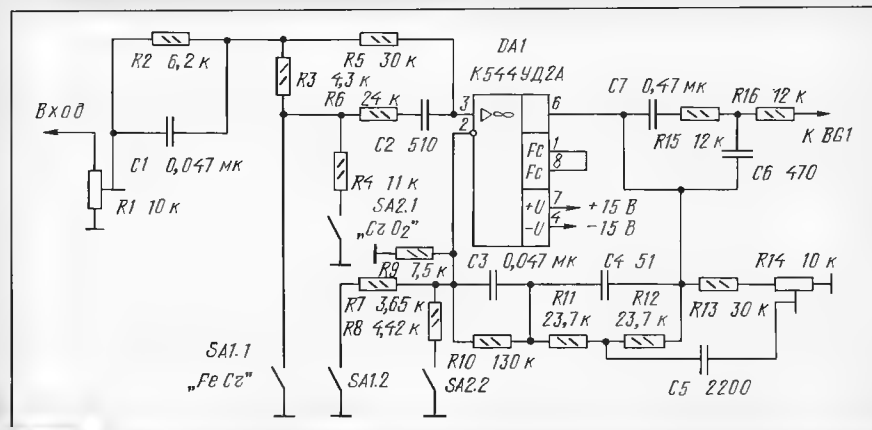 R2 6,2 к
R5 30 к
DA1
К544УД2А
R3 4,3 к
R6
24 к
C2 510
3
2
▷∞
6
FC
FC
1
8
+U
-U
7
4
+15 В
-15 В
C7 0,47 мк
R16 12 к
R15
12 к
К BG1
C6 470
Вход
C1 0,047 мк
R1 10 к
R4 11 к
SA2.1
„Cr O2”
R9
7,5 к
C3 0,047 мк
C4 51
R14 10 к
R7 3,65 к
R8 4,42 к
R11
23,7 к
R12
23,7 к
R13 30 к
R10 130 к
C5 2200
SA1.1
„Fe Cr”
SA1.2
SA2.2